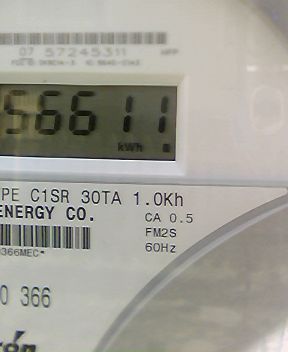 07 57245311
56611
kWh
PE C1SR 30TA 1.0Kh
ENERGY CO.
CA 0.5
FM2S
60Hz
366MEC*
0 366
rón